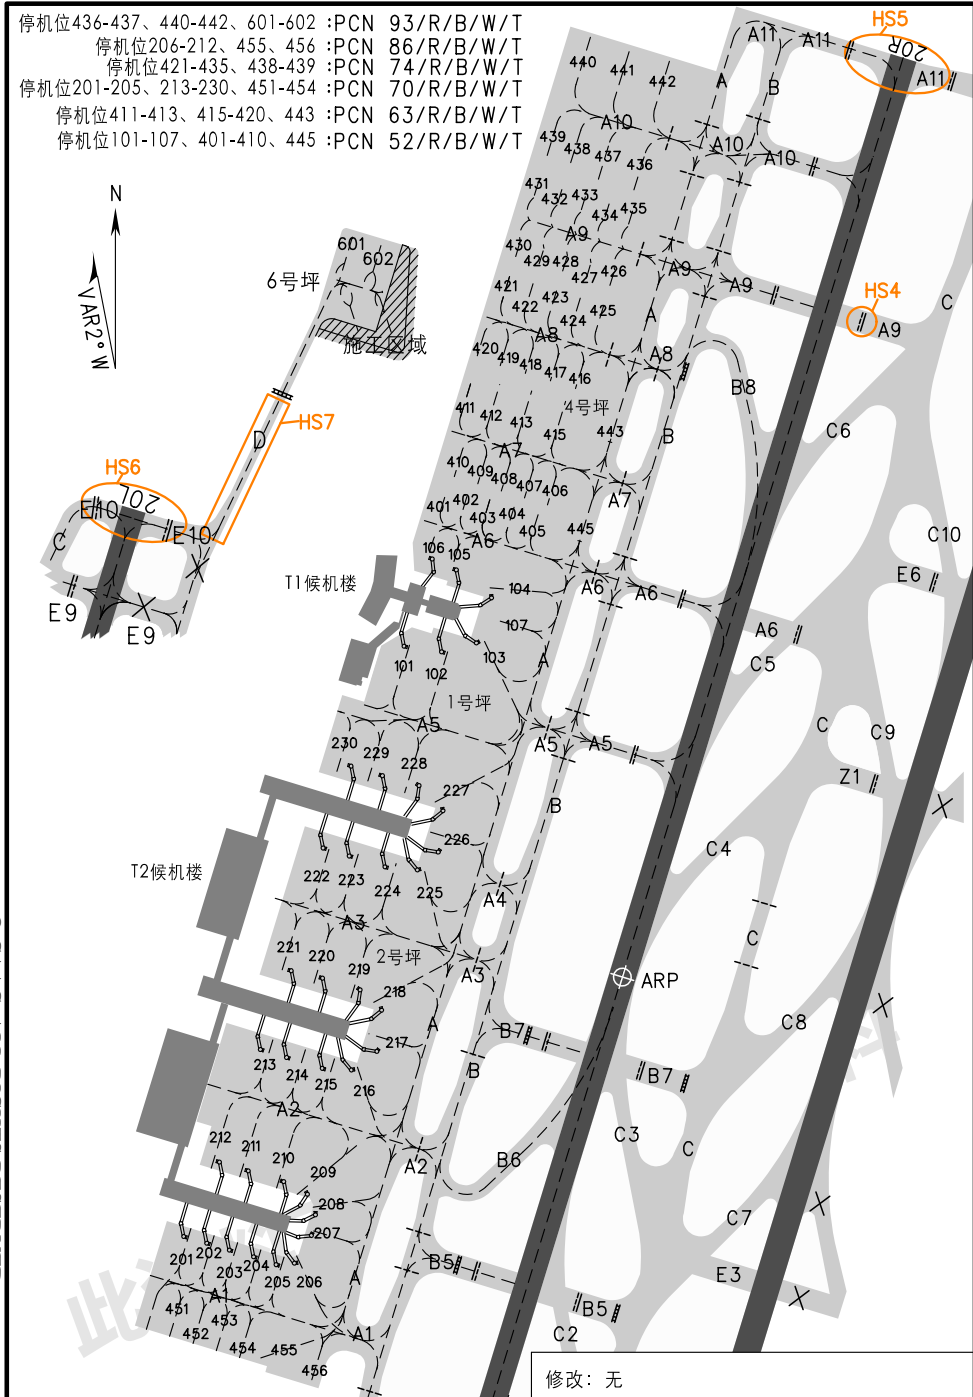 停机位436-437、440-442、601-602 :PCN 93/R/B/W/T
停机位206-212、455、456 :PCN 86/R/B/W/T
停机位421-435、438-439 :PCN 74/R/B/W/T
停机位201-205、213-230、451-454 :PCN 70/R/B/W/T
停机位411-413、415-420、443 :PCN 63/R/B/W/T
停机位101-107、401-410、445 :PCN 52/R/B/W/T
HS5
20R
A11 A11 A11
440 441 442 A B
A10 A10 A10
439 438 437 436
N
VAR2°W
431 432 433 434 435
601 602
6号坪
施工区域
430 A9 A9 A9
429 428 427 426
HS4
A9
C
421 422 423 424 425
A
A8 A8
420 419 418 417 416
B8
4号坪
C6
411 412 413 415 443
B
A7 A7
D
HS7
HS6
20L
E10 E10
C
E9
E9
410 409 408 407 406
401 402 403 404 405 445
A6 A6 A6 A6
C10
E6
106 105 104
T1候机楼
107
103
101 102
A
C5
1号坪
A5 A5 A5
C
C9
Z1
230 229 228 227
B
226
T2候机楼
222 223 224 225
C4
A4
A3 A3
221 220 219 218
2号坪
C
ARP
A
217
B7 B7
C8
213 214 215 216
B
A2 A2
C3
C
212 211 210 209
B6
208
207
C7
201 202 203 204 205 206
A
B5 B5
E3
A1 A1
451 452 453 454 455 456
C2
修改: 无